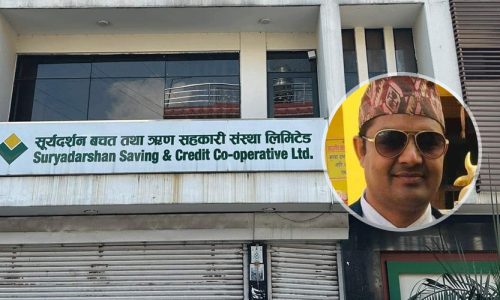 सूर्यदर्शन बचत तथा ऋण सहकारी संस्था लिमिटेड
Suryadarshan Saving & Credit Co-operative Ltd.